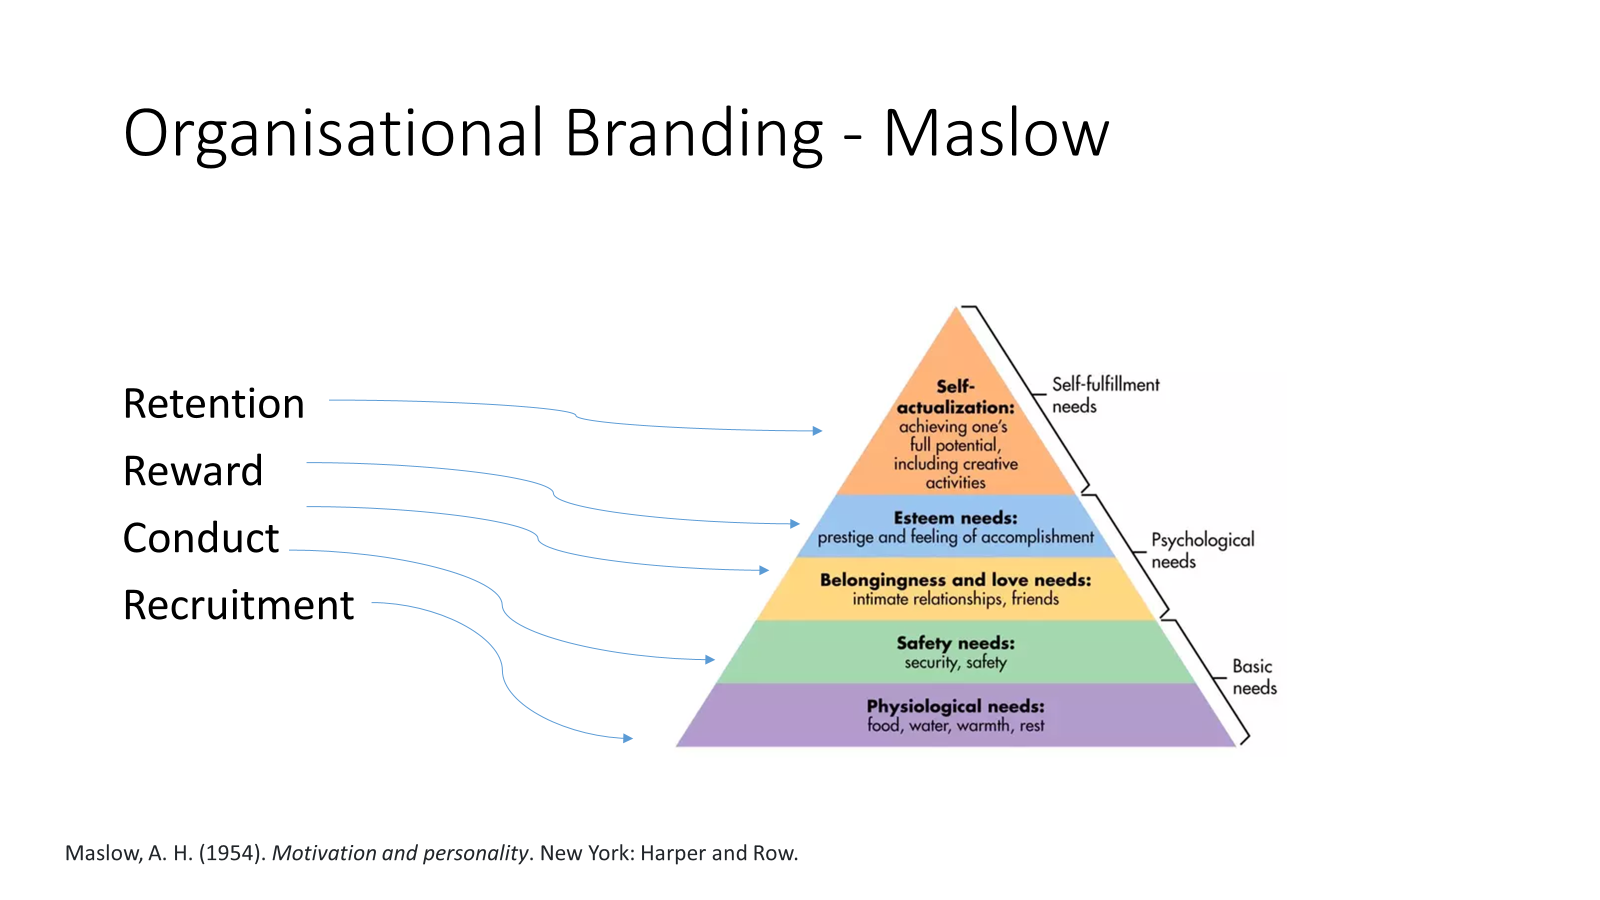 Organisational Branding - Maslow
Retention
Reward
Conduct
Recruitment
Self-
actualization:
achieving one's
full potential,
including creative
activities
Esteem needs:
prestige and feeling of accomplishment
Belongingness and love needs:
intimate relationships, friends
Safety needs:
security, safety
Physiological needs:
food, water, warmth, rest
Self-fulfillment
needs
Psychological
needs
Basic
needs
Maslow, A. H. (1954). Motivation and personality. New York: Harper and Row.